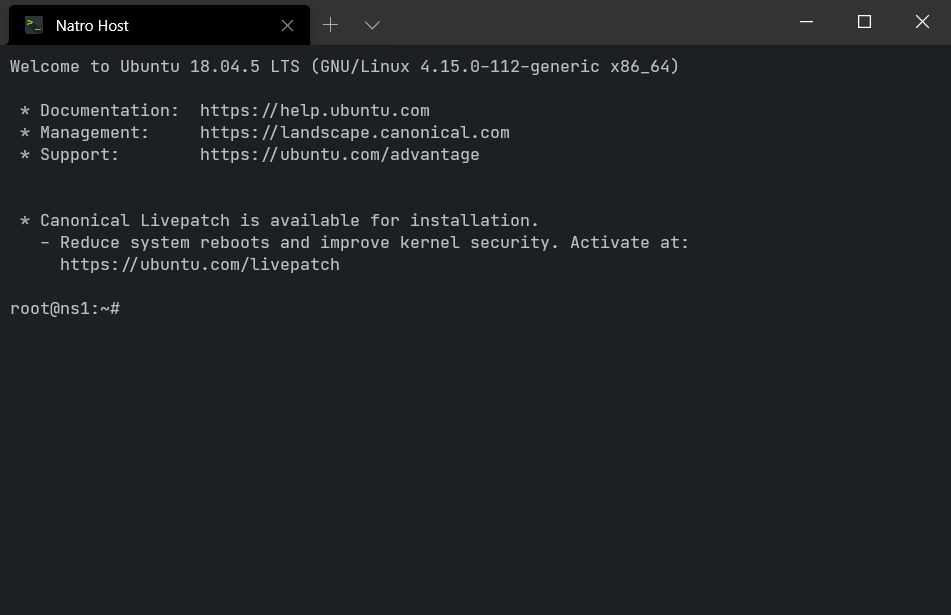 Natro Host
Welcome to Ubuntu 18.04.5 LTS (GNU/Linux 4.15.0-112-generic x86_64)
* Documentation:  https://help.ubuntu.com
* Management:     https://landscape.canonical.com
* Support:        https://ubuntu.com/advantage
* Canonical Livepatch is available for installation.
- Reduce system reboots and improve kernel security. Activate at:
https://ubuntu.com/livepatch
root@ns1:~#